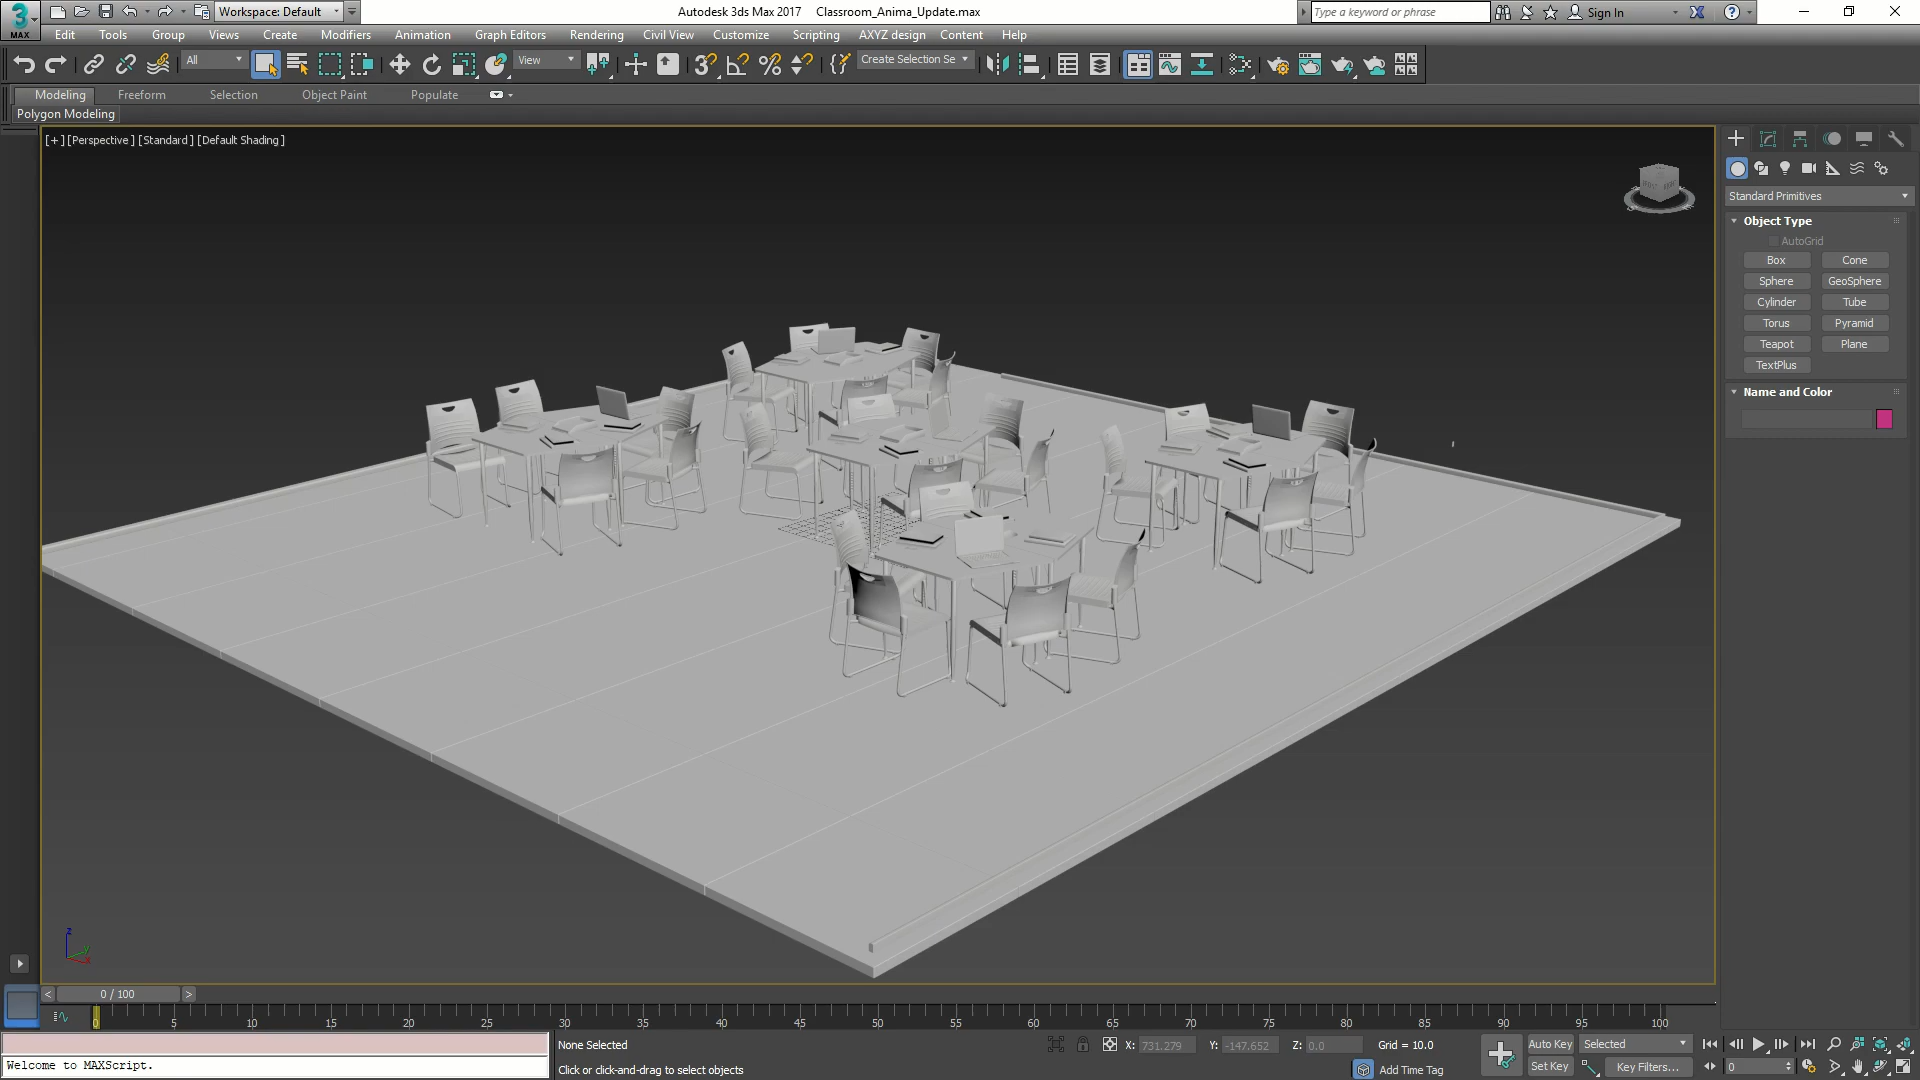 Workspace: Default
Autodesk 3ds Max 2017 Classroom_Anima_Update.max
Type a keyword or phrase
Sign In
MAX
Edit Tools Group Views Create Modifiers Animation Graph Editors Rendering Civil View Customize Scripting AXYZ design Content Help
All
View
Create Selection Se
Modeling Freeform Selection Object Paint Populate
Polygon Modeling
[+] [Perspective ] [Standard ] [Default Shading ]
Standard Primitives
Object Type
AutoGrid
Box Cone
Sphere GeoSphere
Cylinder Tube
Torus Pyramid
Teapot Plane
TextPlus
Name and Color
z
y
x
< 0 / 100 >
0 5 10 15 20 25 30 35 40 45 50 55 60 65 70 75 80 85 90 95 100
None Selected
X: 731.279 Y: -147.652 Z: 0.0 Grid = 10.0
Auto Key Selected
Welcome to MAXScript.
Click or click-and-drag to select objects
Add Time Tag
Set Key Key Filters...
0